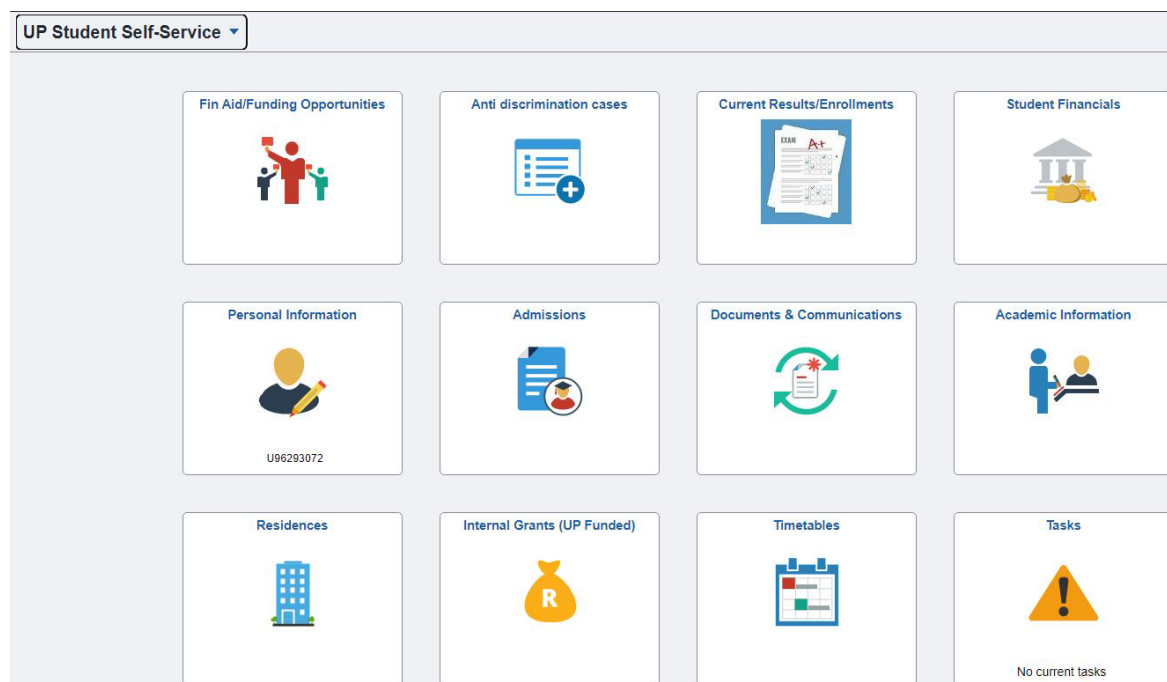 UP Student Self-Service
Fin Aid/Funding Opportunities
Anti discrimination cases
Current Results/Enrollments
Student Financials
EXAM A+
Personal Information
Admissions
Documents & Communications
Academic Information
U96293072
Residences
Internal Grants (UP Funded)
Timetables
Tasks
R
No current tasks